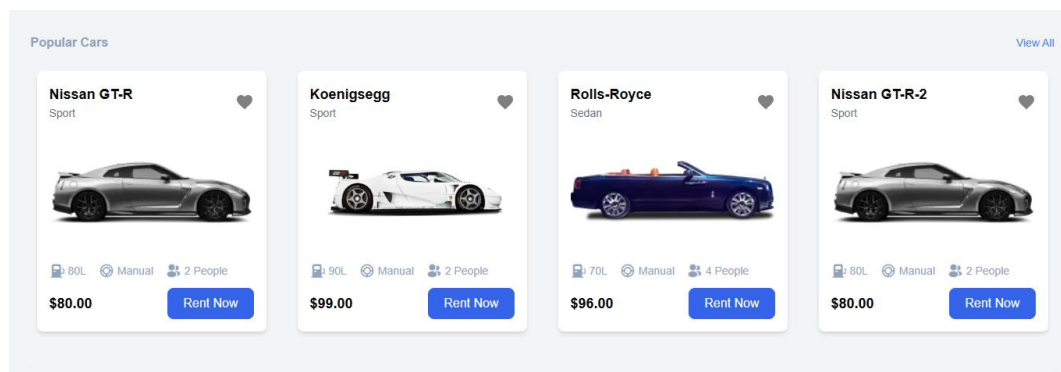 Popular Cars View All
Nissan GT-R
Sport
80L Manual 2 People
$80.00 Rent Now
Koenigsegg
Sport
90L Manual 2 People
$99.00 Rent Now
Rolls-Royce
Sedan
70L Manual 4 People
$96.00 Rent Now
Nissan GT-R-2
Sport
80L Manual 2 People
$80.00 Rent Now